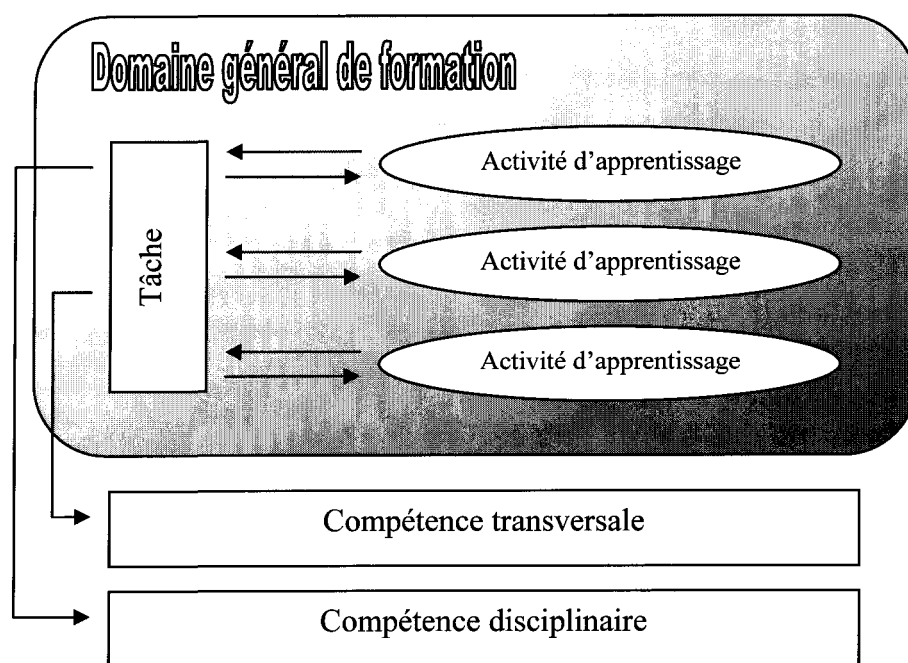 Domaine général de formation
Activité d'apprentissage
Tâche
Activité d'apprentissage
Activité d'apprentissage
Compétence transversale
Compétence disciplinaire